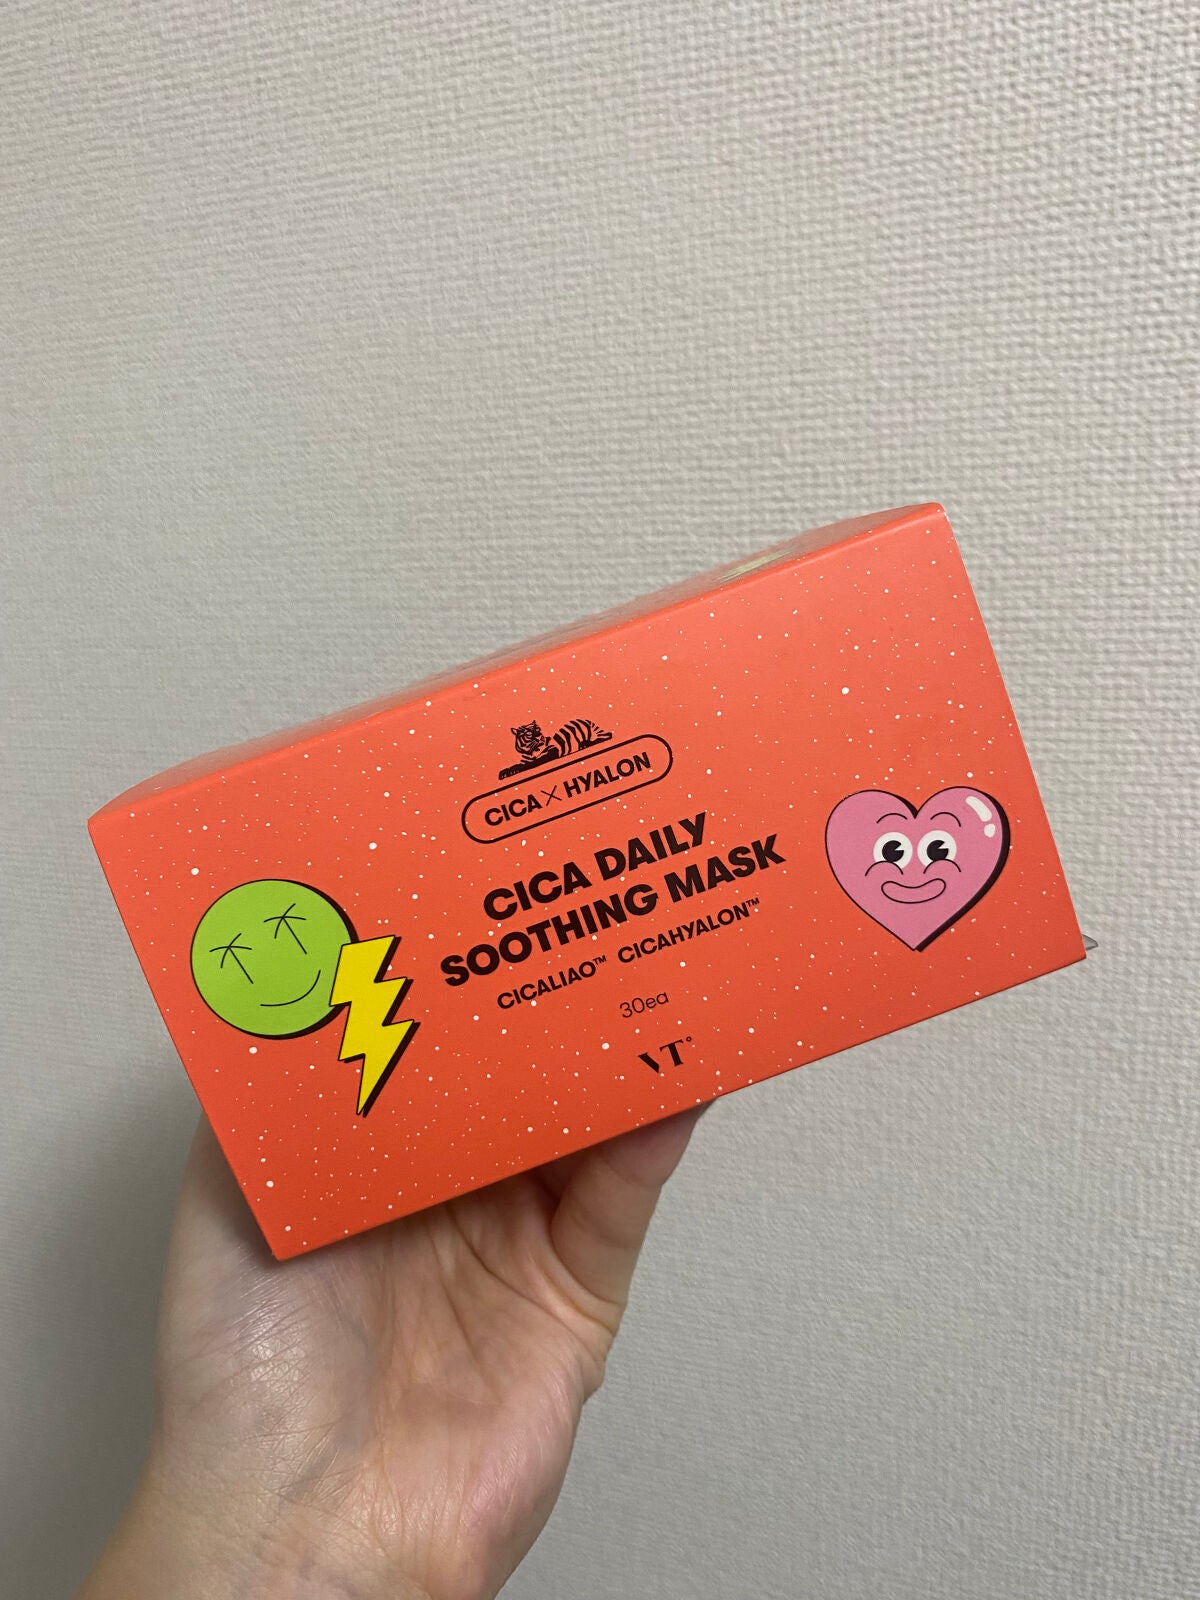 CICA X HYALON
CICA DAILY
SOOTHING MASK
CICALIAO™ CICAHYALON™
30ea
VT°